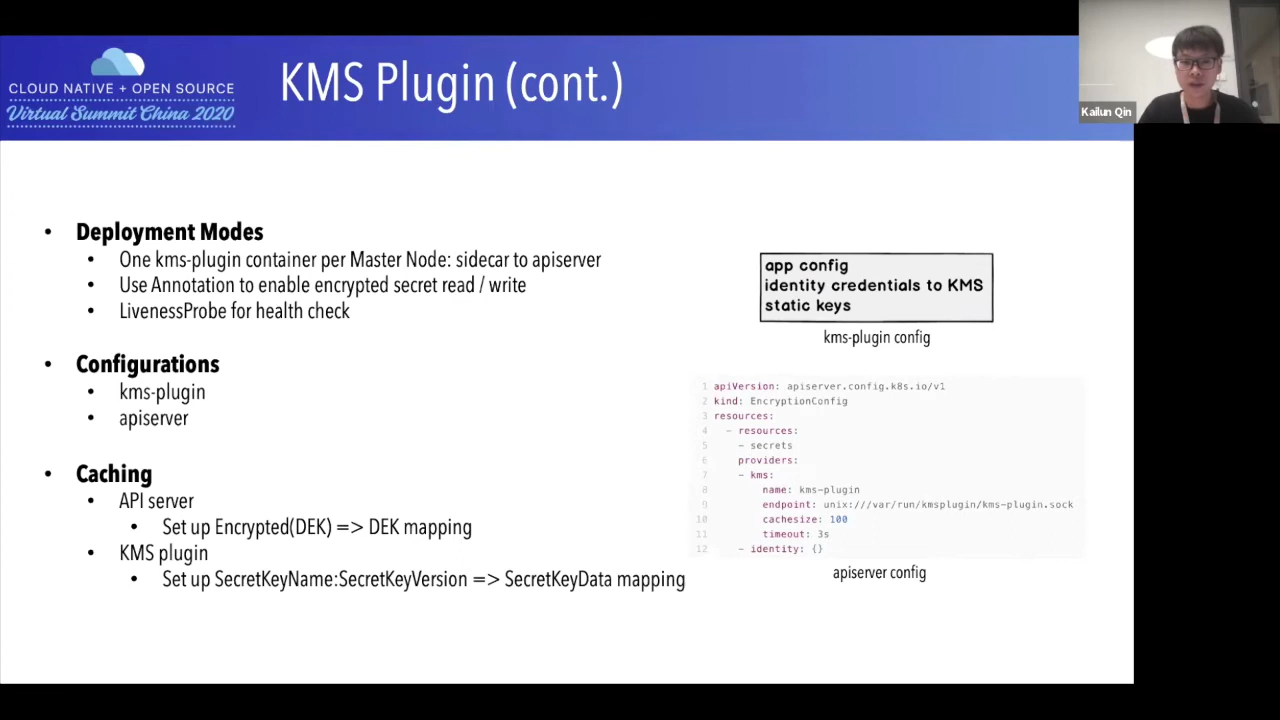 CLOUD NATIVE + OPEN SOURCE
Virtual Summit China 2020
KMS Plugin (cont.)
Kailun Qin
• Deployment Modes
• One kms-plugin container per Master Node: sidecar to apiserver
• Use Annotation to enable encrypted secret read / write
• LivenessProbe for health check
• Configurations
• kms-plugin
• apiserver
• Caching
• API server
• Set up Encrypted(DEK) => DEK mapping
• KMS plugin
• Set up SecretKeyName:SecretKeyVersion => SecretKeyData mapping
app config
identity credentials to KMS
static keys
kms-plugin config
1 apiVersion: apiserver.config.k8s.io/v1
2 kind: EncryptionConfig
3 resources:
4 - resources:
5 - secrets
6 providers:
7 - kms:
8 name: kms-plugin
9 endpoint: unix:///var/run/kmsplugin/kms-plugin.sock
10 cachesize: 100
11 timeout: 3s
12 - identity: {}
apiserver config